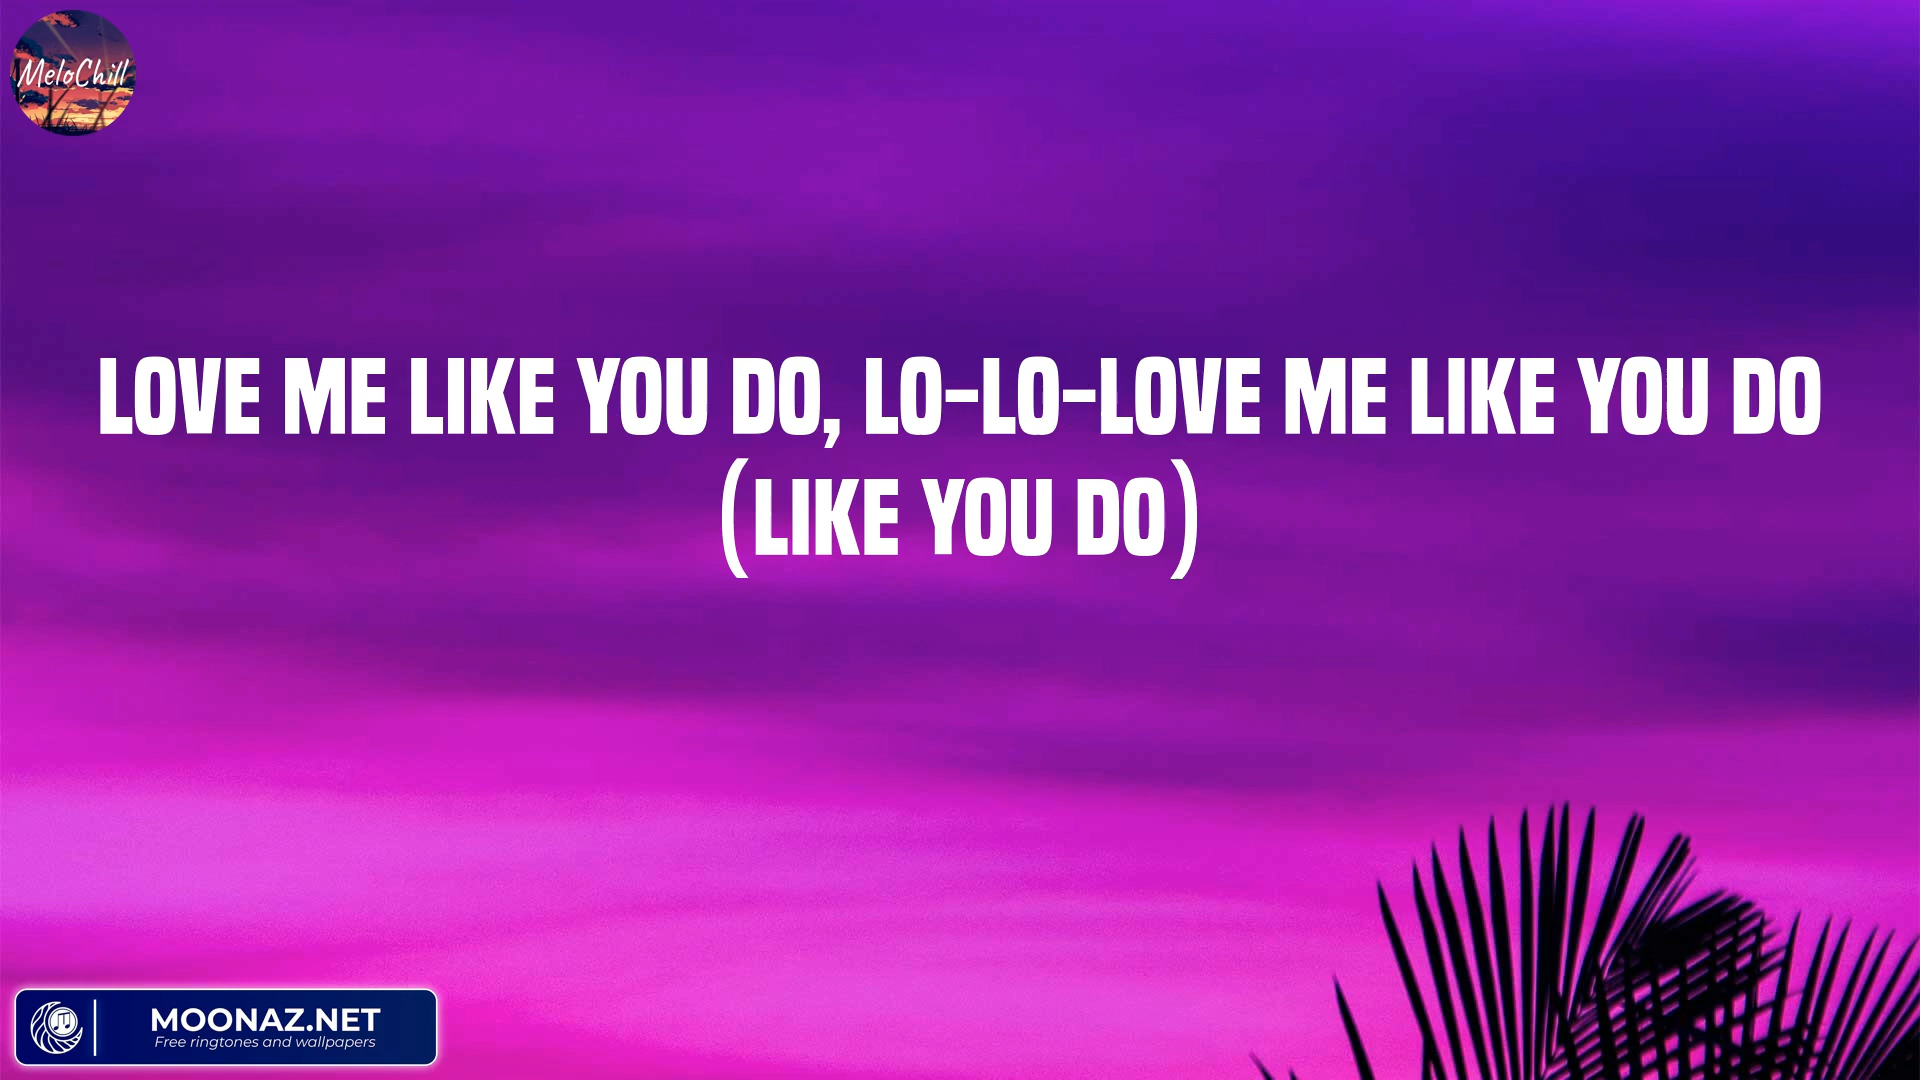 MeloChill
LOVE ME LIKE YOU DO, LO-LO-LOVE ME LIKE YOU DO
(LIKE YOU DO)
MOONAZ.NET
Free ringtones and wallpapers